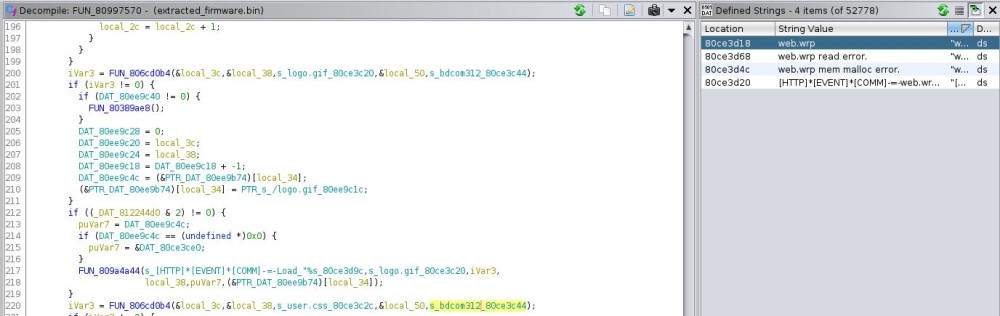 Decompile: FUN_80997570 - (extracted_firmware.bin)
196 local_2c = local_2c + 1;
197 }
198 }
199 }
200 iVar3 = FUN_806cd0b4(&local_3c,&local_38,s_logo.gif_80ce3c20,&local_50,s_bdcom312_80ce3c44);
201 if (iVar3 != 0) {
202 if (DAT_80ee9c40 != 0) {
203 FUN_80389ae8();
204 }
205 DAT_80ee9c28 = 0;
206 DAT_80ee9c20 = local_3c;
207 DAT_80ee9c24 = local_38;
208 DAT_80ee9c18 = DAT_80ee9c18 + -1;
209 DAT_80ee9c4c = (&PTR_DAT_80ee9b74)[local_34];
210 (&PTR_DAT_80ee9b74)[local_34] = PTR_s_/logo.gif_80ee9c1c;
211 }
212 if ((_DAT_812244d0 & 2) != 0) {
213 puVar7 = DAT_80ee9c4c;
214 if (DAT_80ee9c4c == (undefined *)0x0) {
215 puVar7 = &DAT_80ce3ce0;
216 }
217 FUN_809a4a44(s_[HTTP]*[EVENT]*[COMM]-=-Load_"%s_80ce3d9c,s_logo.gif_80ce3c20,iVar3,
218 local_38,puVar7,(&PTR_DAT_80ee9b74)[local_34]);
219 }
220 iVar3 = FUN_806cd0b4(&local_3c,&local_38,s_user.css_80ce3c2c,&local_50,s_bdcom312_80ce3c44);
Defined Strings - 4 items (of 52778)
Location String Value ... D...
80ce3d18 web.wrp "w... ds
80ce3d68 web.wrp read error. "w... ds
80ce3d4c web.wrp mem malloc error. "w... ds
80ce3d20 [HTTP]*[EVENT]*[COMM]-=-web.wr... "[... ds